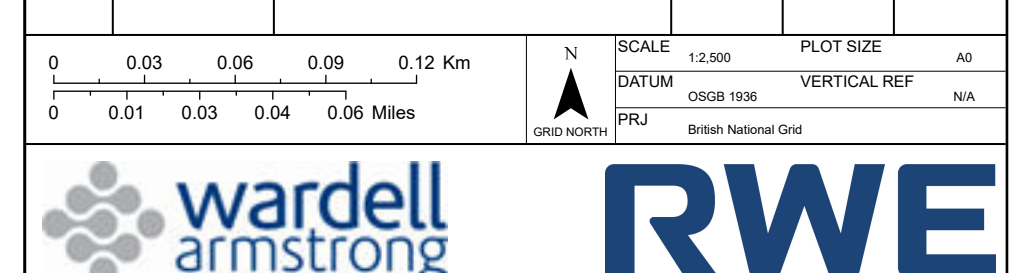 0 0.03 0.06 0.09 0.12 Km
0 0.01 0.03 0.04 0.06 Miles
N
GRID NORTH
SCALE 1:2,500 PLOT SIZE A0
DATUM OSGB 1936 VERTICAL REF N/A
PRJ British National Grid
wardell
armstrong
RWE